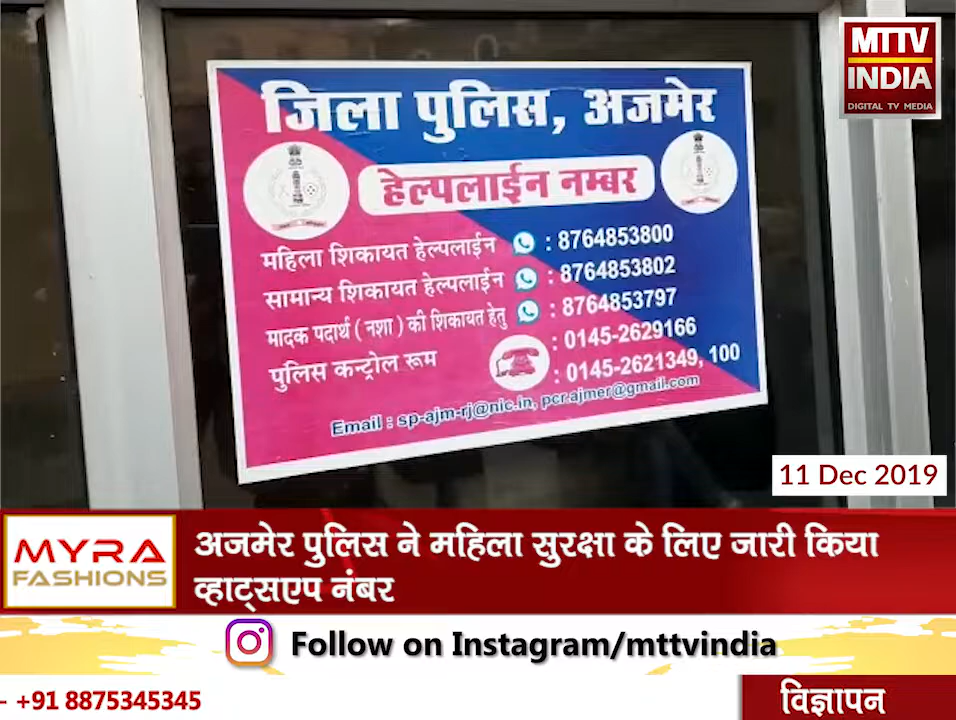 MTTV
INDIA
DIGITAL TV MEDIA
जिला पुलिस, अजमेर
हेल्पलाईन नम्बर
महिला शिकायत हेल्पलाईन : 8764853800
सामान्य शिकायत हेल्पलाईन : 8764853802
मादक पदार्थ ( नशा ) की शिकायत हेतु : 8764853797
पुलिस कन्ट्रोल रूम : 0145-2629166
: 0145-2621349, 100
Email : sp-ajm-rj@nic.in, pcr.ajmer@gmail.com
11 Dec 2019
MYRA
FASHIONS
अजमेर पुलिस ने महिला सुरक्षा के लिए जारी किया
व्हाट्सएप नंबर
Follow on Instagram/mttvindia
- +91 8875345345
विज्ञापन